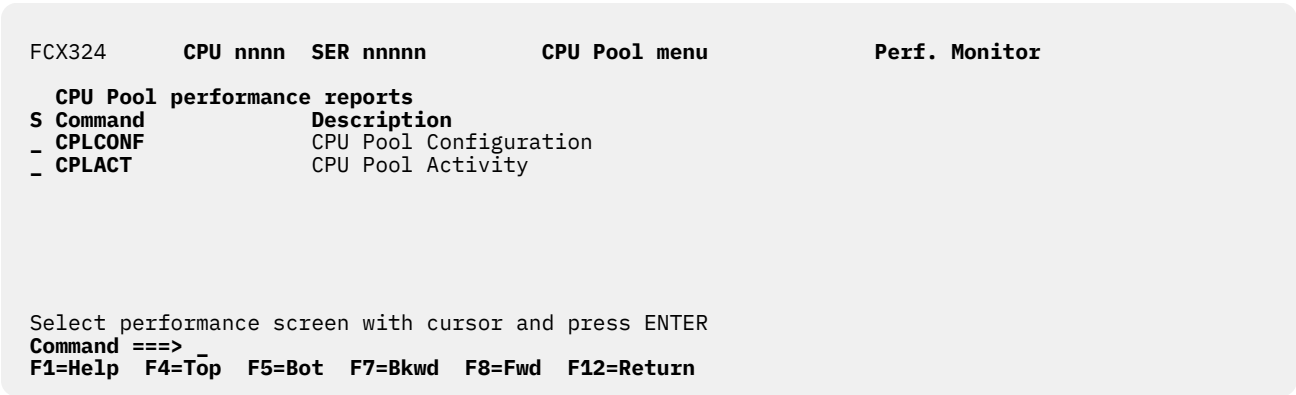 FCX324      CPU nnnn  SER nnnnn         CPU Pool menu             Perf. Monitor
  CPU Pool performance reports
S Command             Description
_ CPLCONF             CPU Pool Configuration
_ CPLACT              CPU Pool Activity
Select performance screen with cursor and press ENTER
Command ===> _
F1=Help  F4=Top  F5=Bot  F7=Bkwd  F8=Fwd  F12=Return